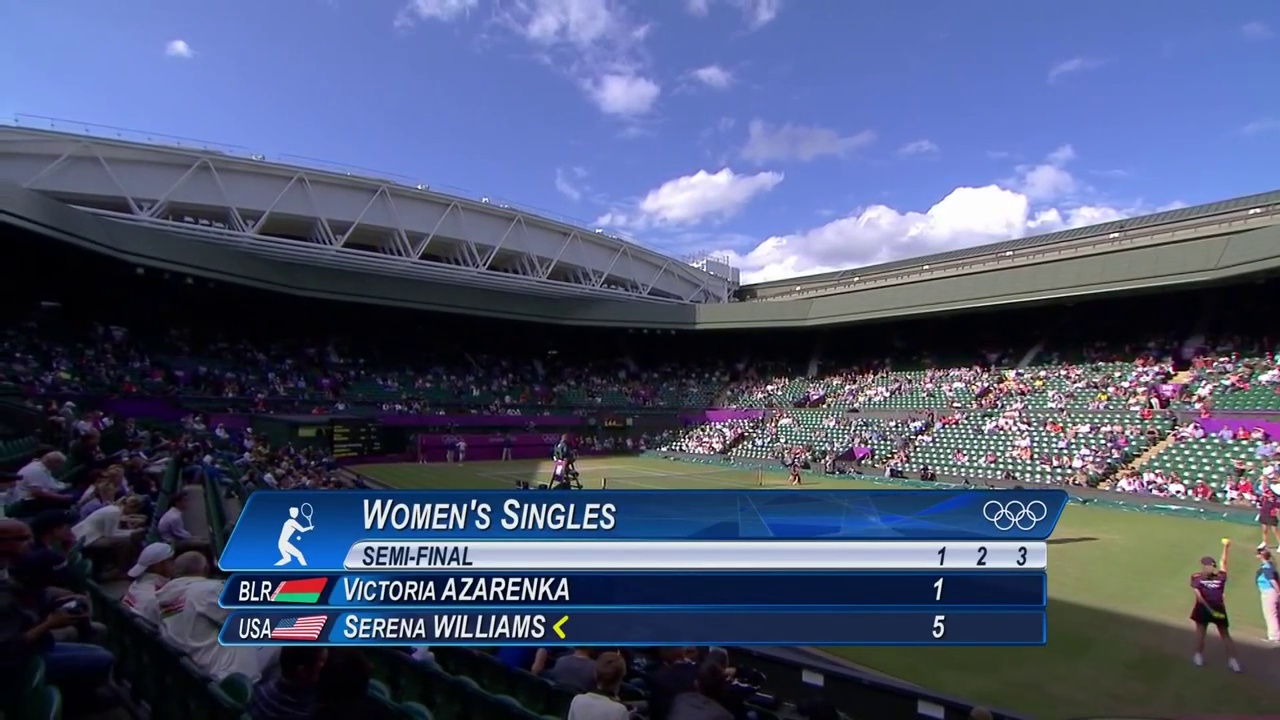 WOMEN'S SINGLES
SEMI-FINAL 1 2 3
BLR VICTORIA AZARENKA 1
USA SERENA WILLIAMS < 5